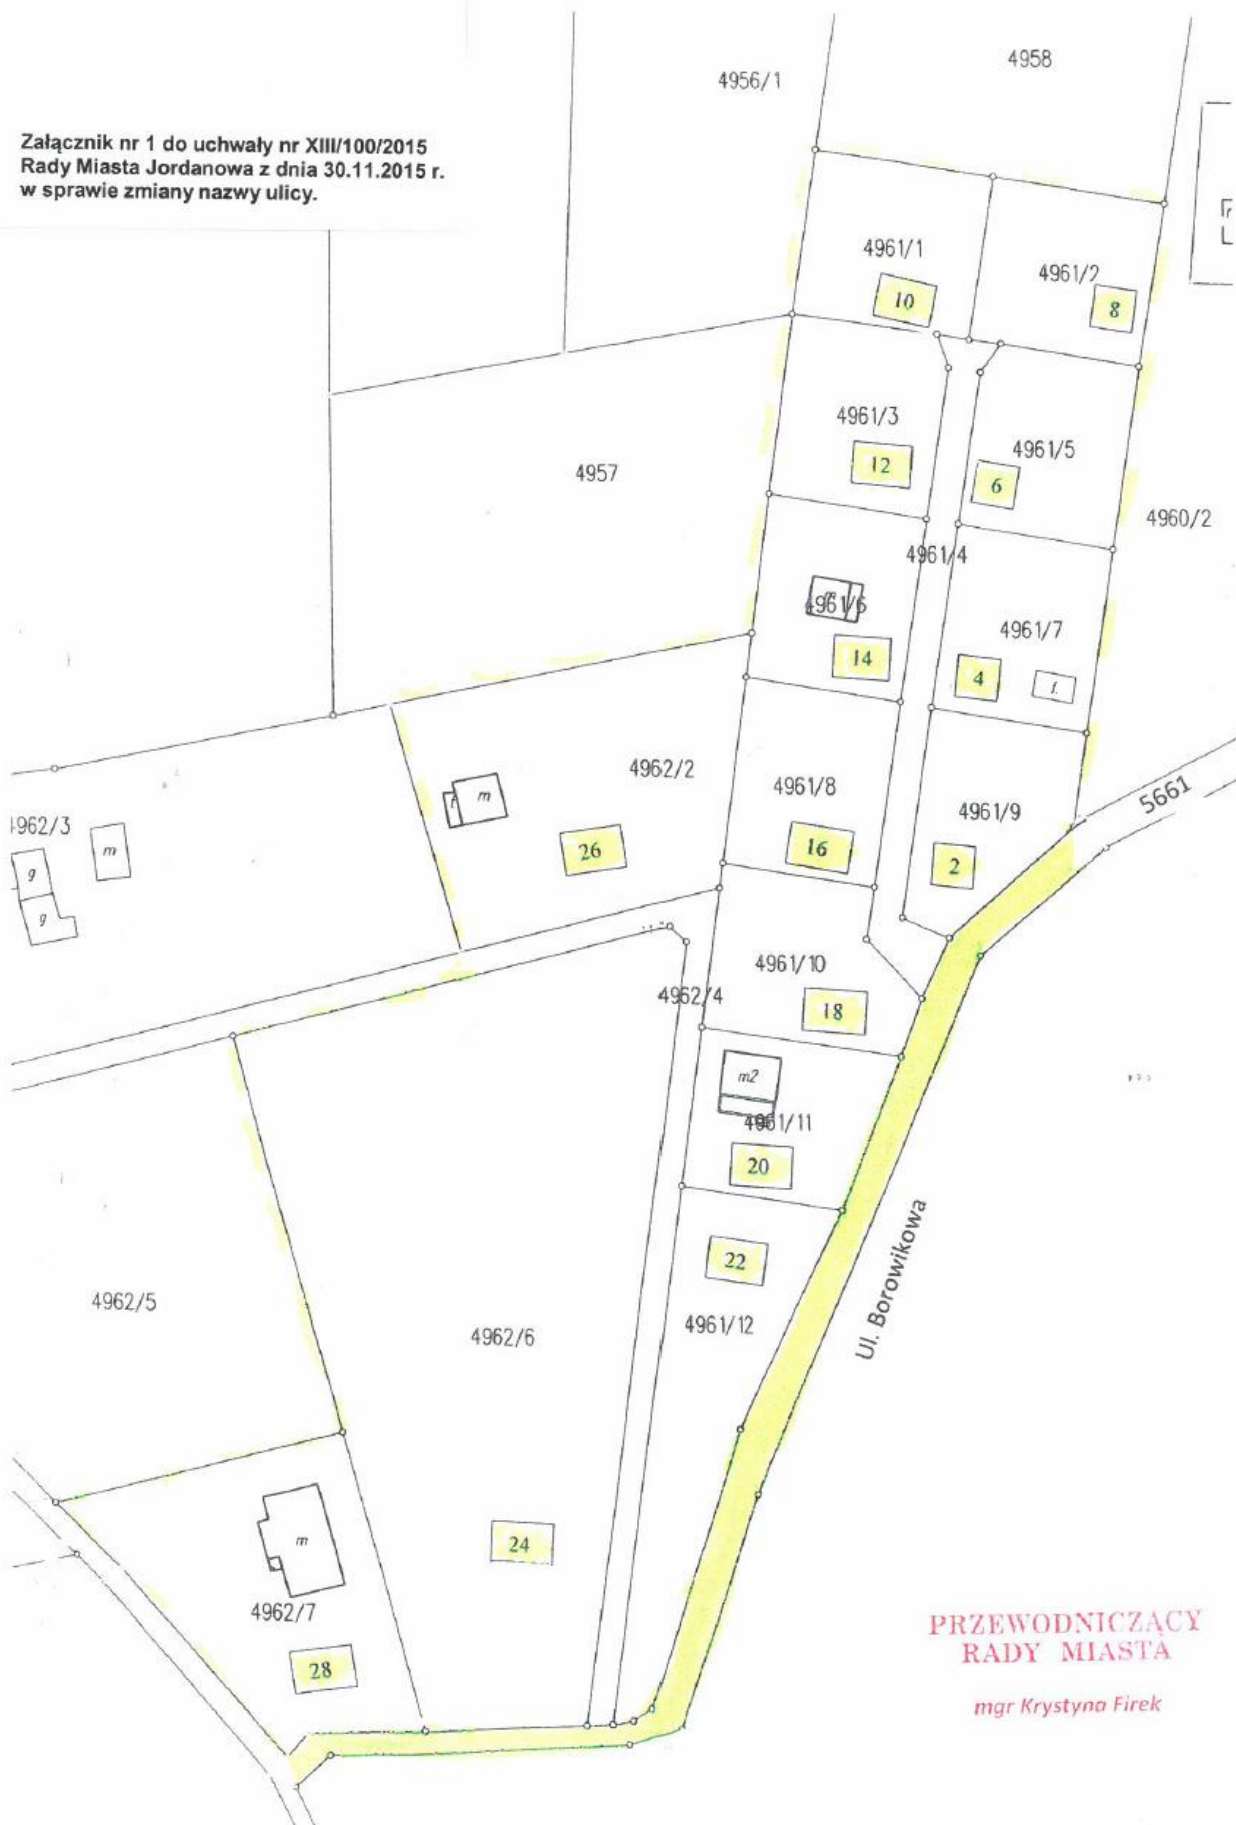 4958
4956/1
Załącznik nr 1 do uchwały nr XIII/100/2015
Rady Miasta Jordanowa z dnia 30.11.2015 r.
w sprawie zmiany nazwy ulicy.
4961/1
4961/2
10
8
4961/3
4961/5
12
6
4957
4960/2
4961/4
4961/6
4961/7
14
4
f.
4962/2
4961/8
5661
4961/9
m
4962/3
m
g
g
26
16
2
4961/10
4962/4
18
m2
4961/11
20
22
Ul. Borowikowa
4962/5
4961/12
4962/6
m
24
4962/7
28
PRZEWODNICZĄCY
RADY MIASTA
mgr Krystyna Firek